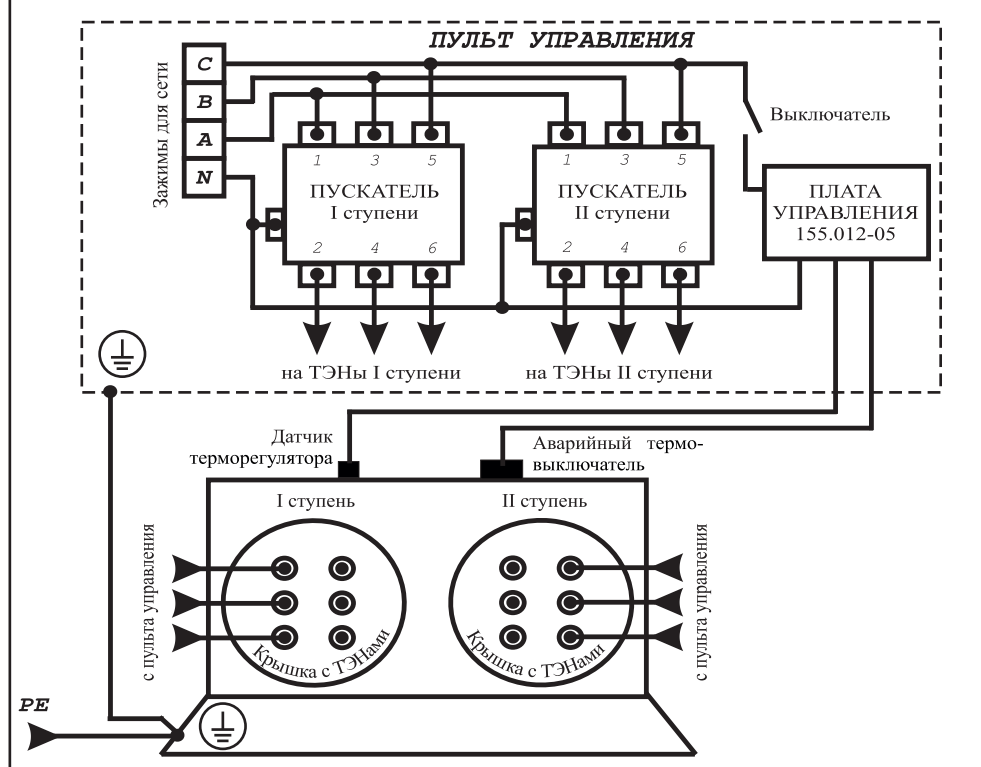 ПУЛЬТ УПРАВЛЕНИЯ
Зажимы для сети
C
B
A
N
1 3 5
ПУСКАТЕЛЬ
I ступени
2 4 6
1 3 5
ПУСКАТЕЛЬ
II ступени
2 4 6
Выключатель
ПЛАТА
УПРАВЛЕНИЯ
155.012-05
на ТЭНы I ступени
на ТЭНы II ступени
Датчик
терморегулятора
Аварийный термо-
выключатель
I ступень
II ступень
с пульта управления
Крышка с ТЭНами
Крышка с ТЭНами
с пульта управления
PE